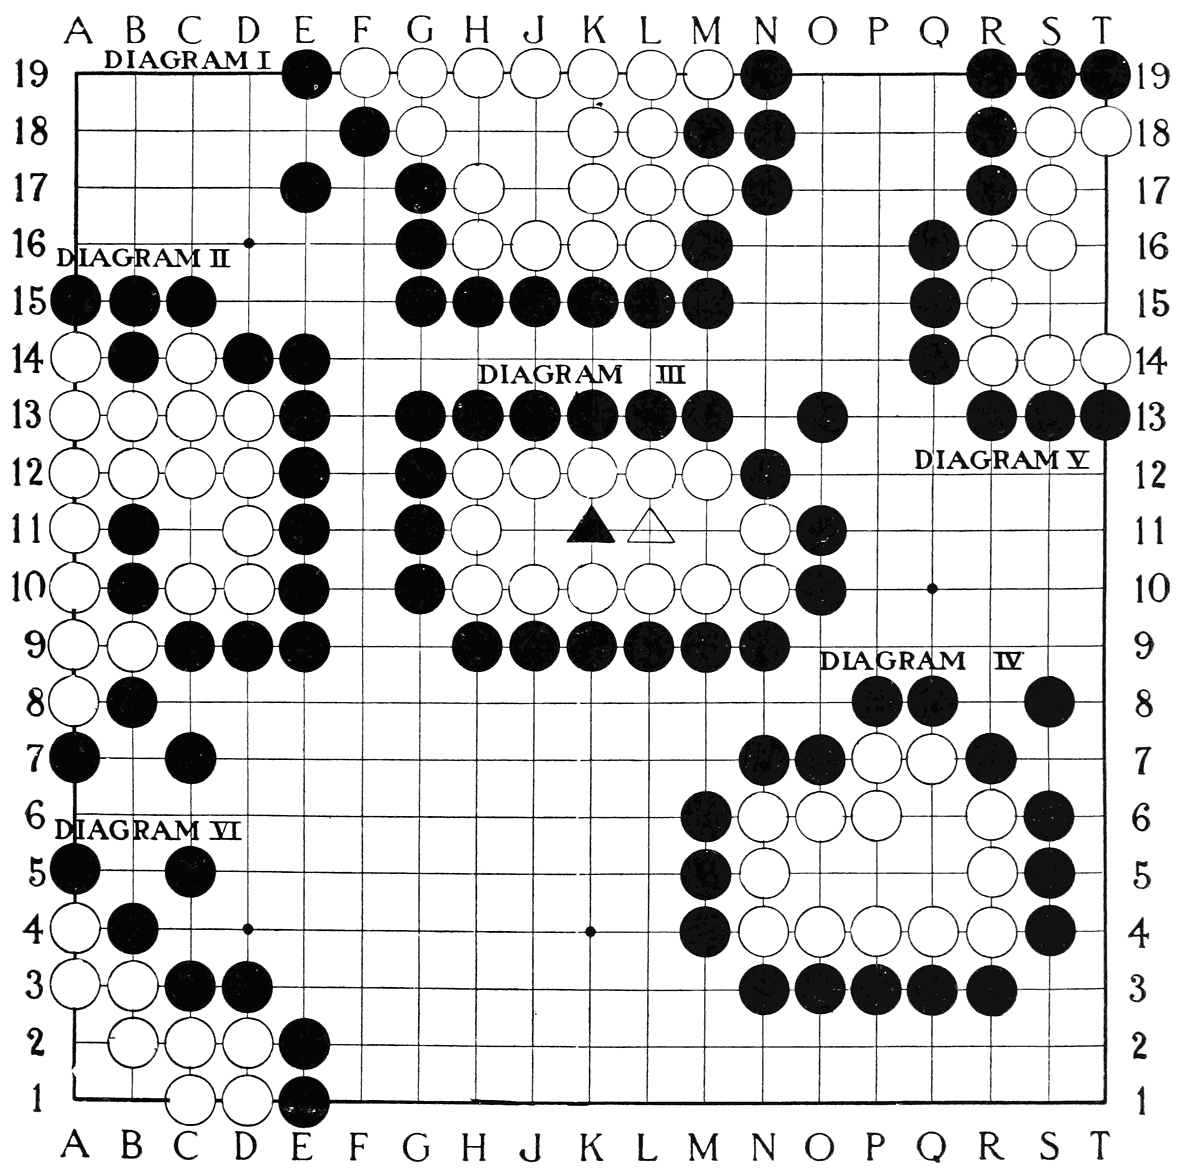 A B C D E F G H J K L M N O P Q R S T
DIAGRAM I
19 19
18 18
17 17
16 16
DIAGRAM II
15 15
14 14
DIAGRAM III
13 13
DIAGRAM V
12 12
11 11
10 10
9 9
DIAGRAM IV
8 8
7 7
6 6
DIAGRAM VI
5 5
4 4
3 3
2 2
1 1
A B C D E F G H J K L M N O P Q R S T